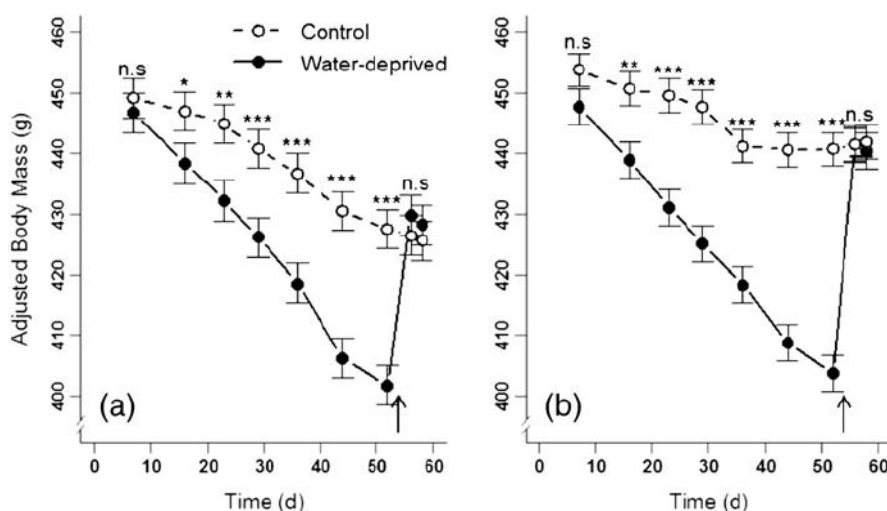 Control
Water-deprived
n.s
*
**
***
***
***
***
n.s
Adjusted Body Mass (g)
460
450
440
430
420
410
400
(a)
0 10 20 30 40 50 60
Time (d)
n.s
**
***
***
***
***
***
n.s
460
450
440
430
420
410
400
(b)
0 10 20 30 40 50 60
Time (d)